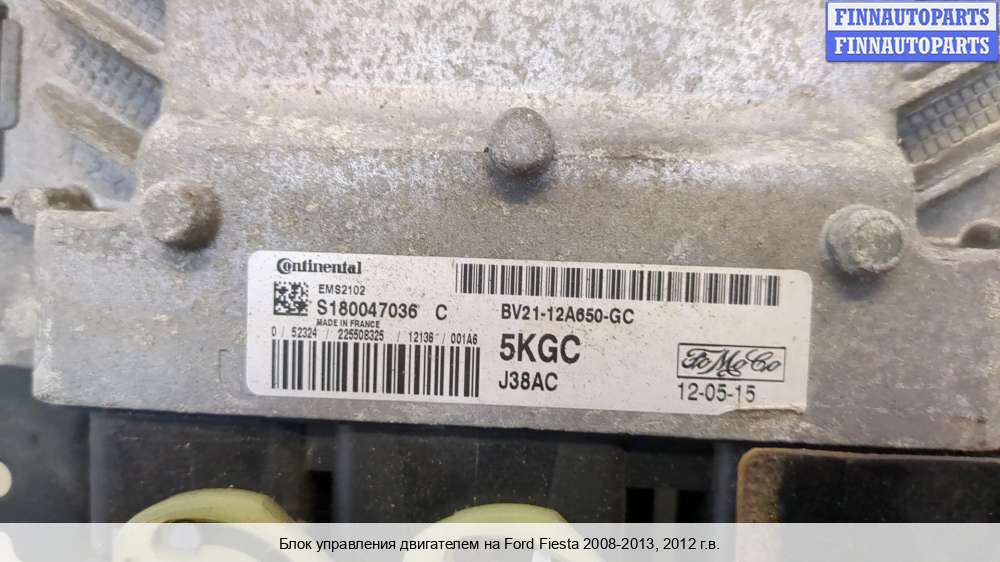 FINNAUTOPARTS
FINNAUTOPARTS
Continental
EMS2102
S180047036 C
MADE IN FRANCE
0 / 52324 / 225508325 / 12136 / 001A6
BV21-12A650-GC
5KGC
J38AC
FoMoCo
12-05-15
Блок управления двигателем на Ford Fiesta 2008-2013, 2012 г.в.